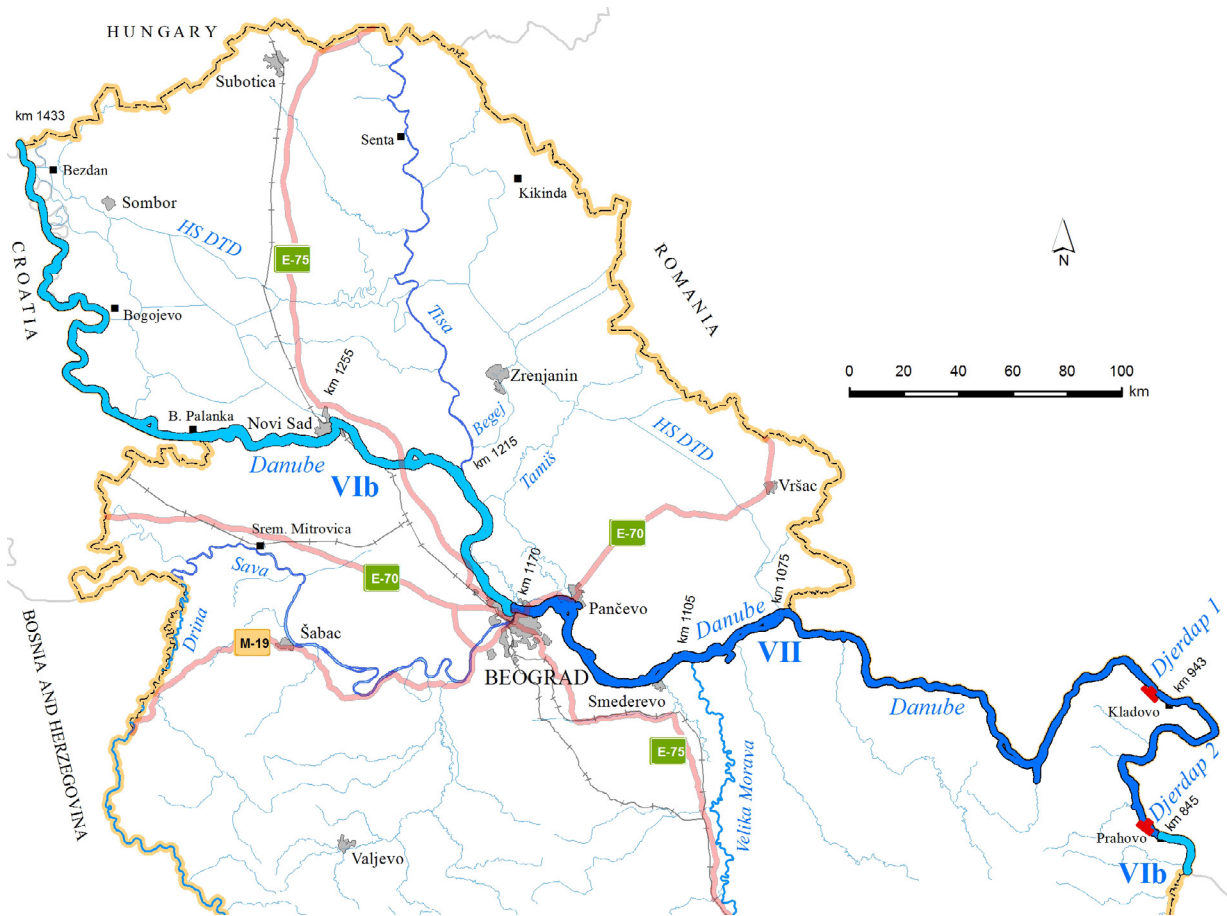 HUNGARY
Subotica
km 1433
Senta
Bezdan
Kikinda
Sombor
HS DTD
CROATIA
E-75
ROMANIA
N
Bogojevo
Tisa
km 1255
Zrenjanin
0 20 40 60 80 100
km
B. Palanka
Novi Sad
Begej
km 1215
HS DTD
Danube
VIb
Tamiš
Vršac
Srem. Mitrovica
E-70
km 1170
km 1075
Sava
E-70
Pančevo
BOSNIA AND HERZEGOVINA
Drina
M-19
Šabac
km 1105
Danube
VII
BEOGRAD
Smederevo
Djerdap 1
km 943
Kladovo
Danube
E-75
Velika Morava
Djerdap 2
km 845
Prahovo
VIb
Valjevo